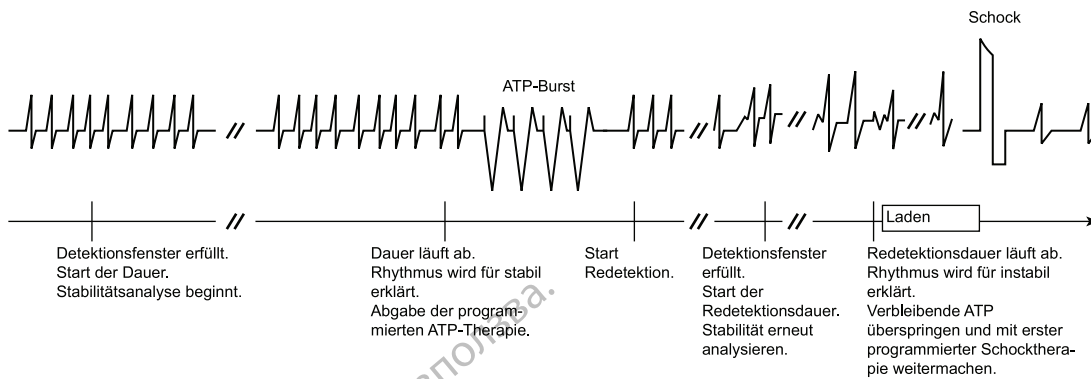 Schock
ATP-Burst
Laden
Detektionsfenster erfüllt.
Start der Dauer.
Stabilitätsanalyse beginnt.
Dauer läuft ab.
Rhythmus wird für stabil
erklärt.
Abgabe der program-
mierten ATP-Therapie.
Start
Redetektion.
Detektionsfenster
erfüllt.
Start der
Redetektionsdauer.
Stabilität erneut
analysieren.
Redetektionsdauer läuft ab.
Rhythmus wird für instabil
erklärt.
Verbleibende ATP
überspringen und mit erster
programmierter Schockthera-
pie weitermachen.